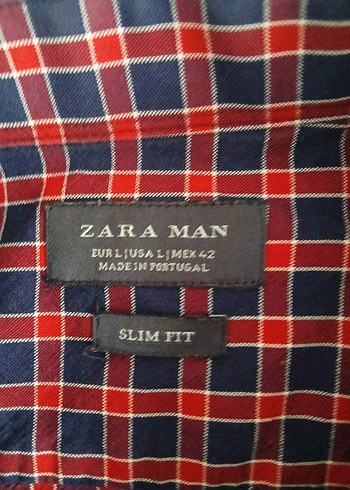 ZARA MAN
EUR L | USA L | MEX 42
MADE IN PORTUGAL
SLIM FIT